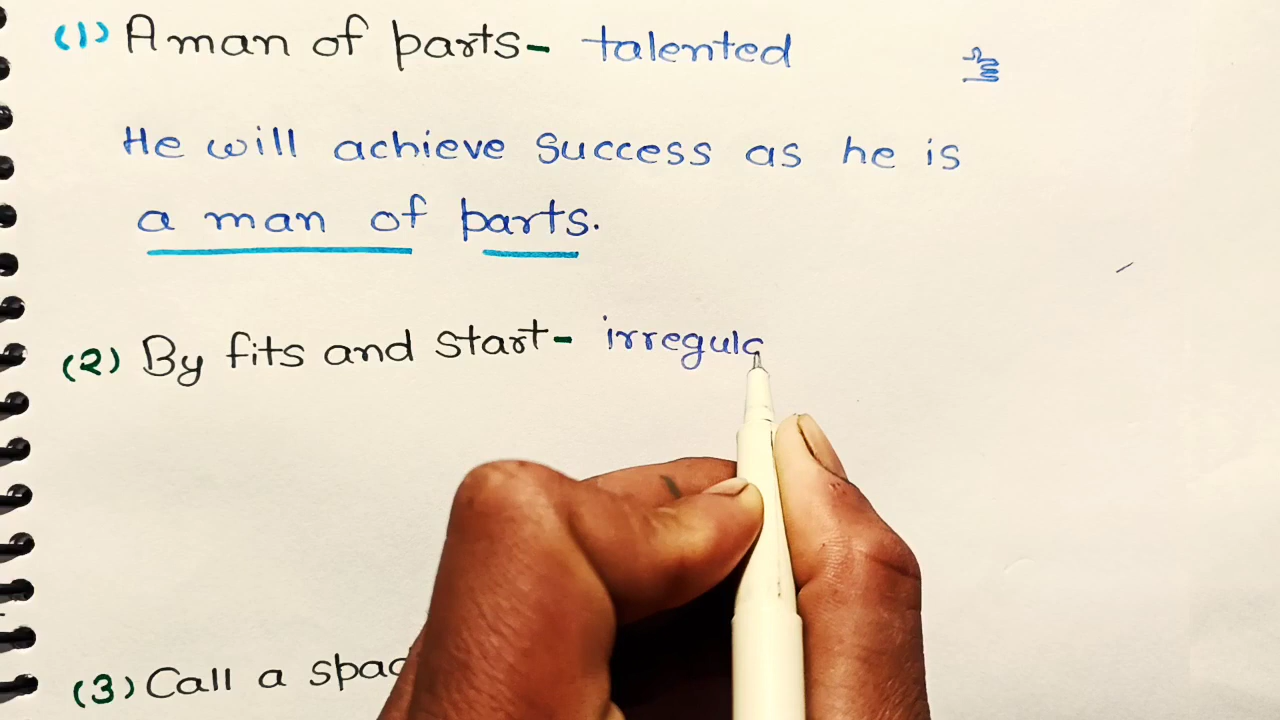 (1) A man of parts- talented
He will achieve success as he is
a man of parts.
(2) By fits and start- irregula
(3) Call a spad